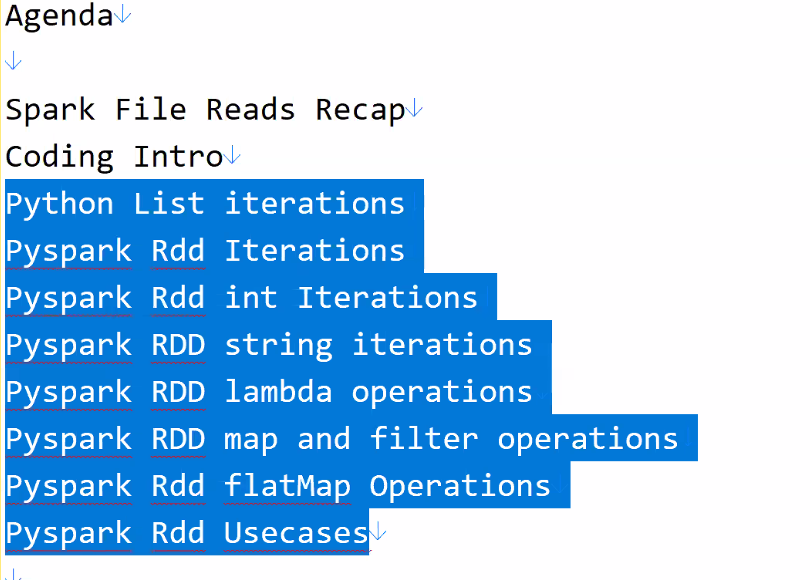 Agenda
Spark File Reads Recap
Coding Intro
Python List iterations
Pyspark Rdd Iterations
Pyspark Rdd int Iterations
Pyspark RDD string iterations
Pyspark RDD lambda operations
Pyspark RDD map and filter operations
Pyspark Rdd flatMap Operations
Pyspark Rdd Usecases